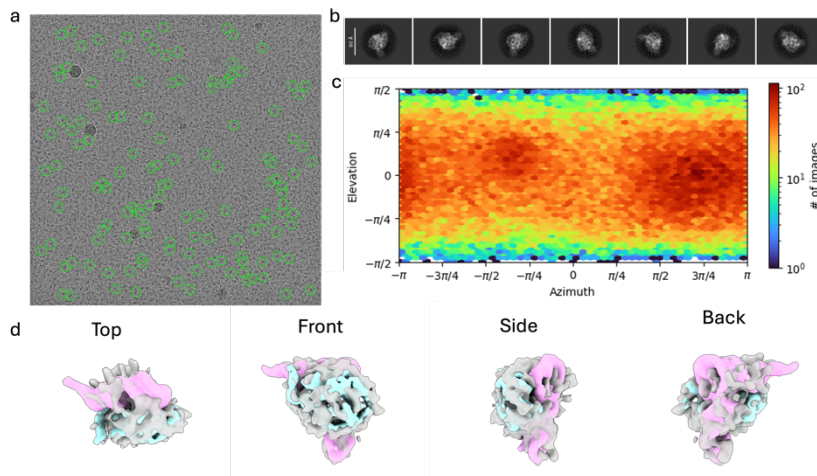 a
b
80 Å
c
π/2
π/4
0
−π/4
−π/2
Elevation
−π
−3π/4
−π/2
−π/4
0
π/4
π/2
3π/4
π
Azimuth
10²
10¹
10⁰
# of images
d
Top
Front
Side
Back